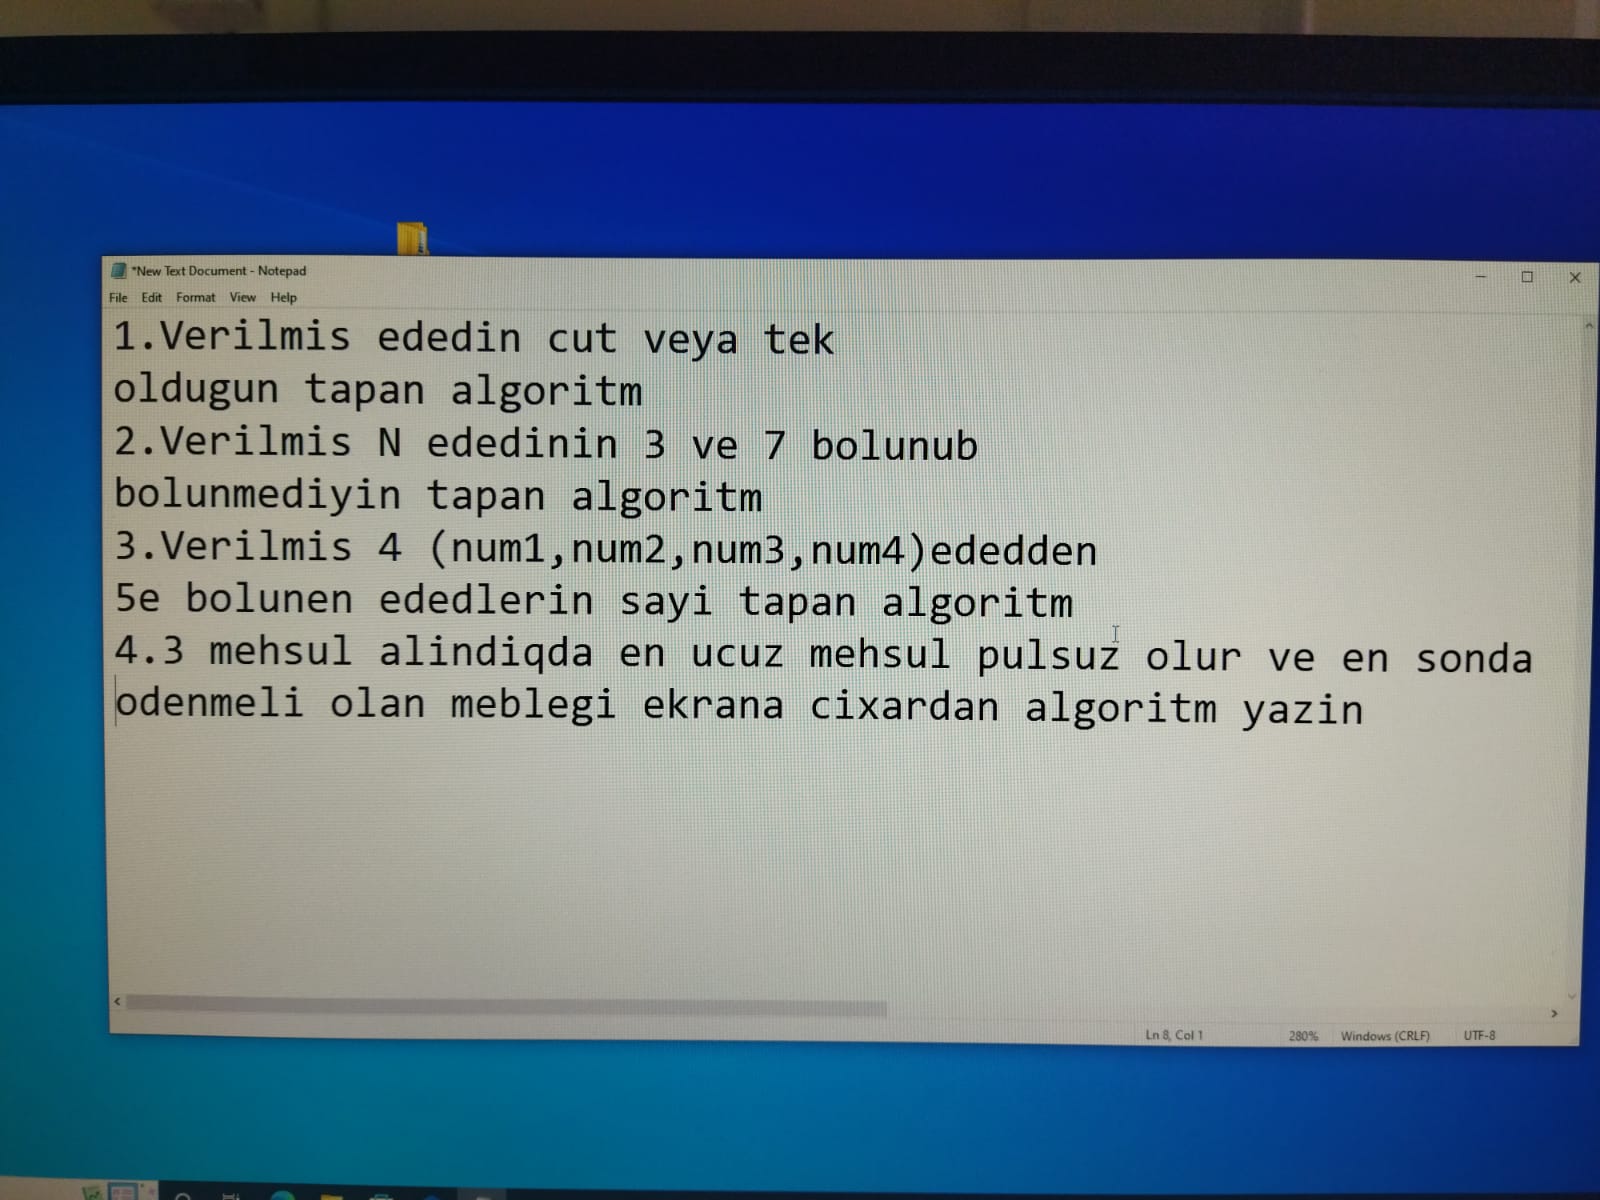 *New Text Document - Notepad
File Edit Format View Help
1.Verilmis ededin cut veya tek
oldugun tapan algoritm
2.Verilmis N ededinin 3 ve 7 bolunub
bolunmediyin tapan algoritm
3.Verilmis 4 (num1,num2,num3,num4)ededden
5e bolunen ededlerin sayi tapan algoritm
4.3 mehsul alindiqda en ucuz mehsul pulsuz olur ve en sonda
odenmeli olan meblegi ekrana cixardan algoritm yazin
Ln 8, Col 1 280% Windows (CRLF) UTF-8